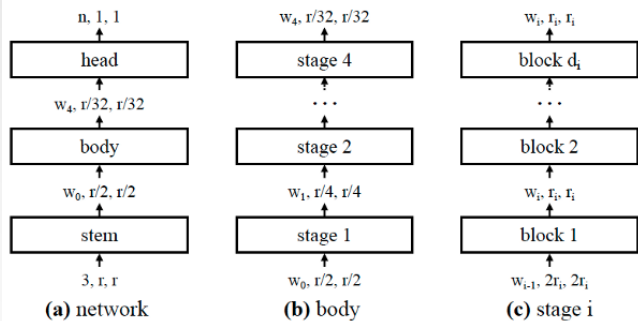 n, 1, 1
head
w₄, r/32, r/32
body
w₀, r/2, r/2
stem
3, r, r
(a) network
w₄, r/32, r/32
stage 4
...
stage 2
w₁, r/4, r/4
stage 1
w₀, r/2, r/2
(b) body
wᵢ, rᵢ, rᵢ
block dᵢ
...
block 2
wᵢ, rᵢ, rᵢ
block 1
wᵢ₋₁, 2rᵢ, 2rᵢ
(c) stage i